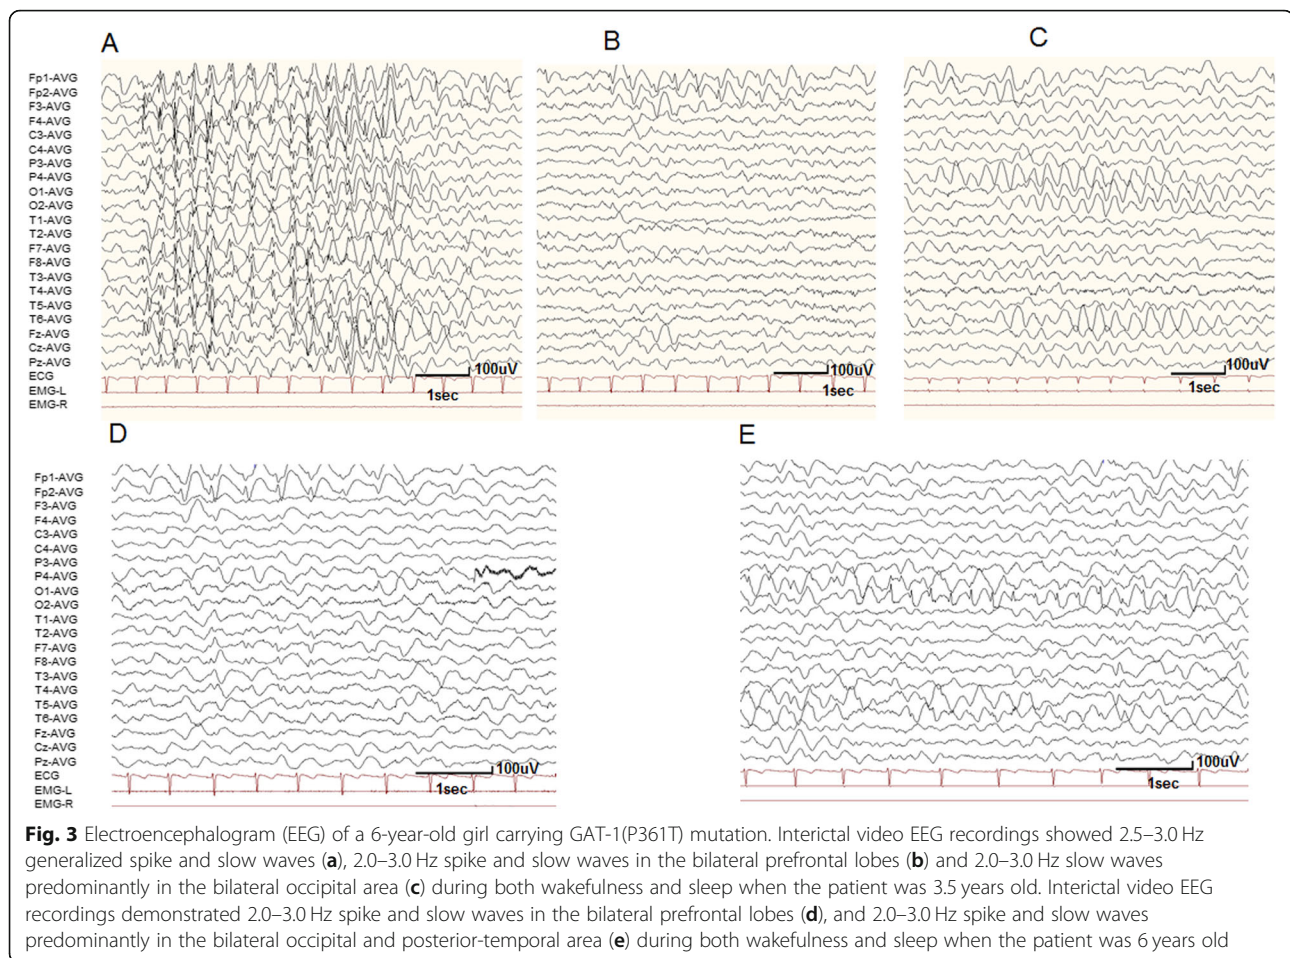 A
B
C
Fp1-AVG
Fp2-AVG
F3-AVG
F4-AVG
C3-AVG
C4-AVG
P3-AVG
P4-AVG
O1-AVG
O2-AVG
T1-AVG
T2-AVG
F7-AVG
F8-AVG
T3-AVG
T4-AVG
T5-AVG
T6-AVG
Fz-AVG
Cz-AVG
Pz-AVG
ECG
EMG-L
EMG-R
100uV
1sec
100uV
1sec
100uV
1sec
D
E
Fp1-AVG
Fp2-AVG
F3-AVG
F4-AVG
C3-AVG
C4-AVG
P3-AVG
P4-AVG
O1-AVG
O2-AVG
T1-AVG
T2-AVG
F7-AVG
F8-AVG
T3-AVG
T4-AVG
T5-AVG
T6-AVG
Fz-AVG
Cz-AVG
Pz-AVG
ECG
EMG-L
EMG-R
100uV
1sec
100uV
1sec
Fig. 3 Electroencephalogram (EEG) of a 6-year-old girl carrying GAT-1(P361T) mutation. Interictal video EEG recordings showed 2.5–3.0 Hz
generalized spike and slow waves (a), 2.0–3.0 Hz spike and slow waves in the bilateral prefrontal lobes (b) and 2.0–3.0 Hz slow waves
predominantly in the bilateral occipital area (c) during both wakefulness and sleep when the patient was 3.5 years old. Interictal video EEG
recordings demonstrated 2.0–3.0 Hz spike and slow waves in the bilateral prefrontal lobes (d), and 2.0–3.0 Hz spike and slow waves
predominantly in the bilateral occipital and posterior-temporal area (e) during both wakefulness and sleep when the patient was 6 years old